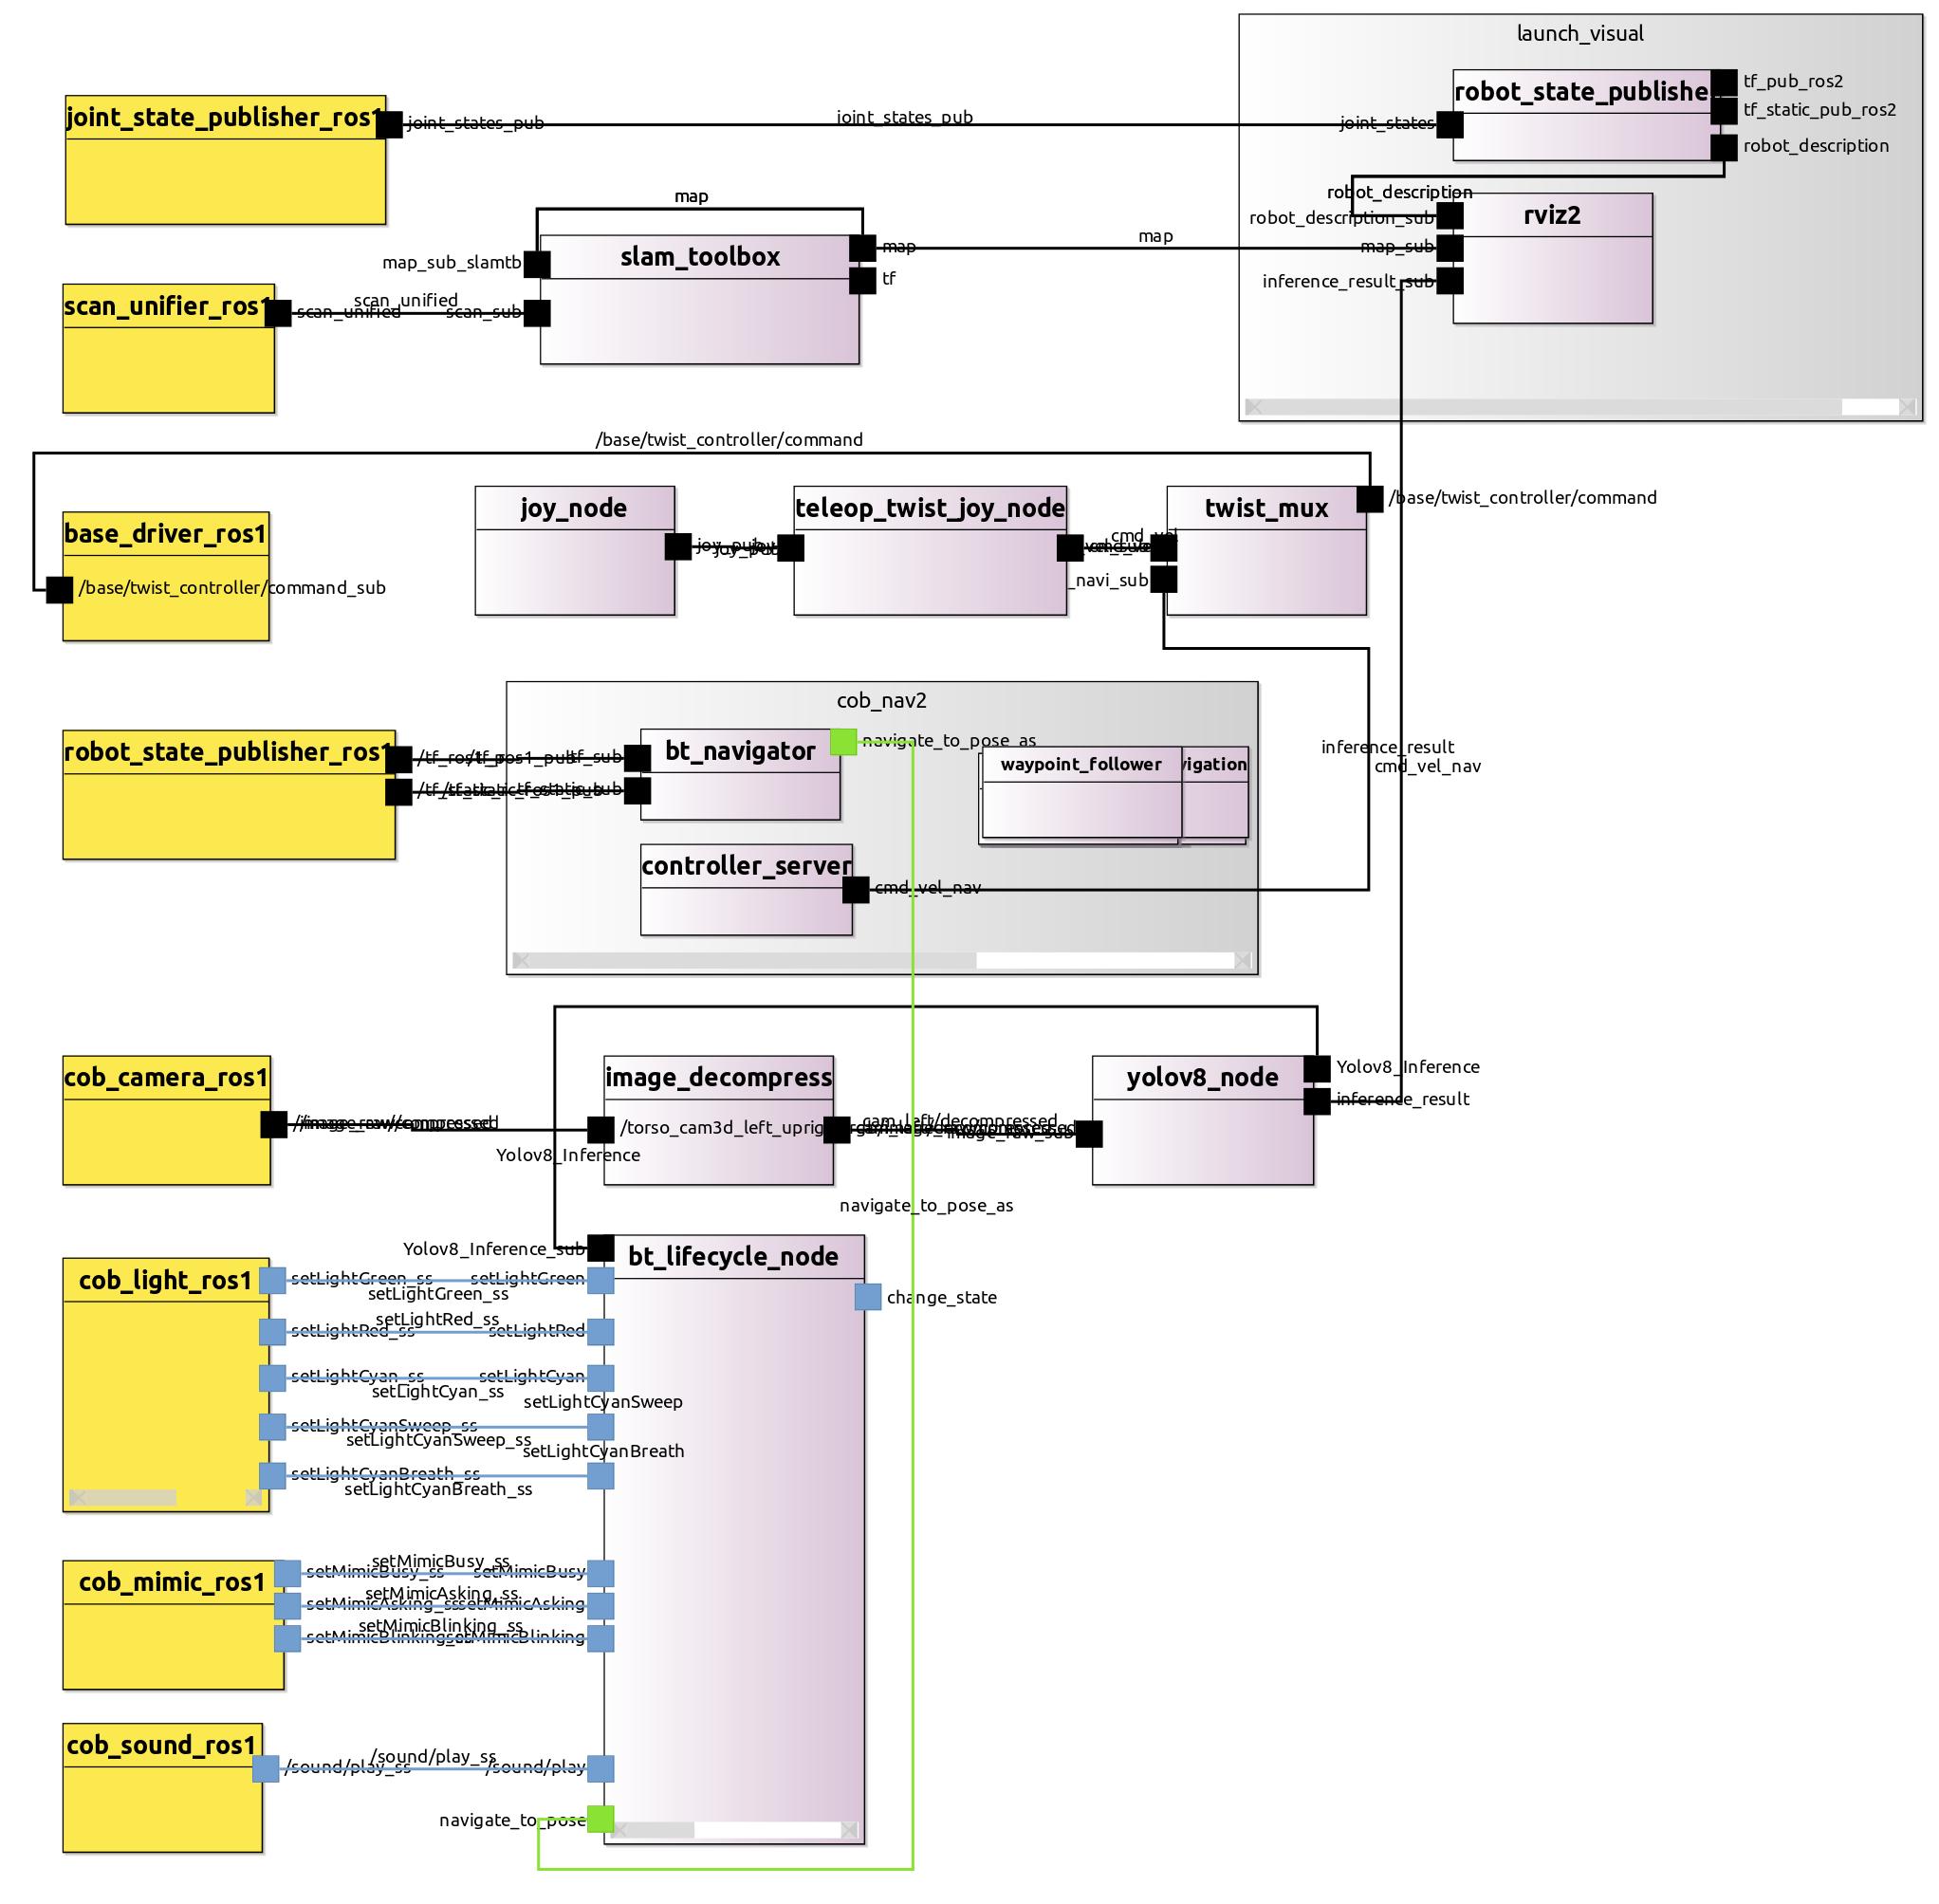 launch_visual
joint_state_publisher_ros1
joint_states_pub
joint_states_pub
joint_states
robot_state_publishe
tf_pub_ros2
tf_static_pub_ros2
robot_description
robot_description
robot_description_sub
rviz2
map_sub
inference_result_sub
map
map_sub_slamtb
slam_toolbox
map
tf
map
scan_unifier_ros1
scan_unified
scan_unified
scan_sub
/base/twist_controller/command
base_driver_ros1
/base/twist_controller/command_sub
joy_node
joy_pub
teleop_twist_joy_node
cmd_vel
_navi_sub
twist_mux
/base/twist_controller/command
cob_nav2
robot_state_publisher_ros1
/tf_ros1_pub
tf_sub
tf_static_sub
bt_navigator
navigate_to_pose_as
waypoint_follower
vigation
controller_server
cmd_vel_nav
inference_result
cmd_vel_nav
cob_camera_ros1
image_decompress
/torso_cam3d_left_uprig
cam_left/decompressed
image_raw_sub
yolov8_node
Yolov8_Inference
inference_result
Yolov8_Inference
navigate_to_pose_as
Yolov8_Inference_sub
bt_lifecycle_node
change_state
cob_light_ros1
setLightGreen_ss
setLightGreen
setLightGreen_ss
setLightRed_ss
setLightRed_ss
setLightRed
setLightCyan_ss
setLightCyan
setLightCyan_ss
setLightCyanSweep
setLightCyanSweep_ss
setLightCyanSweep_ss
setLightCyanBreath
setLightCyanBreath_ss
setLightCyanBreath_ss
cob_mimic_ros1
setMimicBusy_ss
setMimicBusy_ss
setMimicBusy
setMimicAsking_ss
setMimicAsking_ss
setMimicAsking
setMimicBlinking_ss
setMimicBlinking_ss
setMimicBlinking
cob_sound_ros1
/sound/play_ss
/sound/play_ss
/sound/play
navigate_to_pose